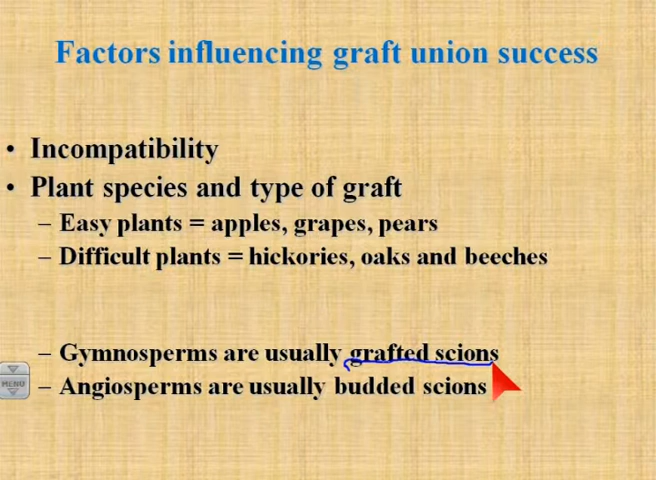 Factors influencing graft union success
• Incompatibility
• Plant species and type of graft
– Easy plants = apples, grapes, pears
– Difficult plants = hickories, oaks and beeches
– Gymnosperms are usually grafted scions
MENU
– Angiosperms are usually budded scions